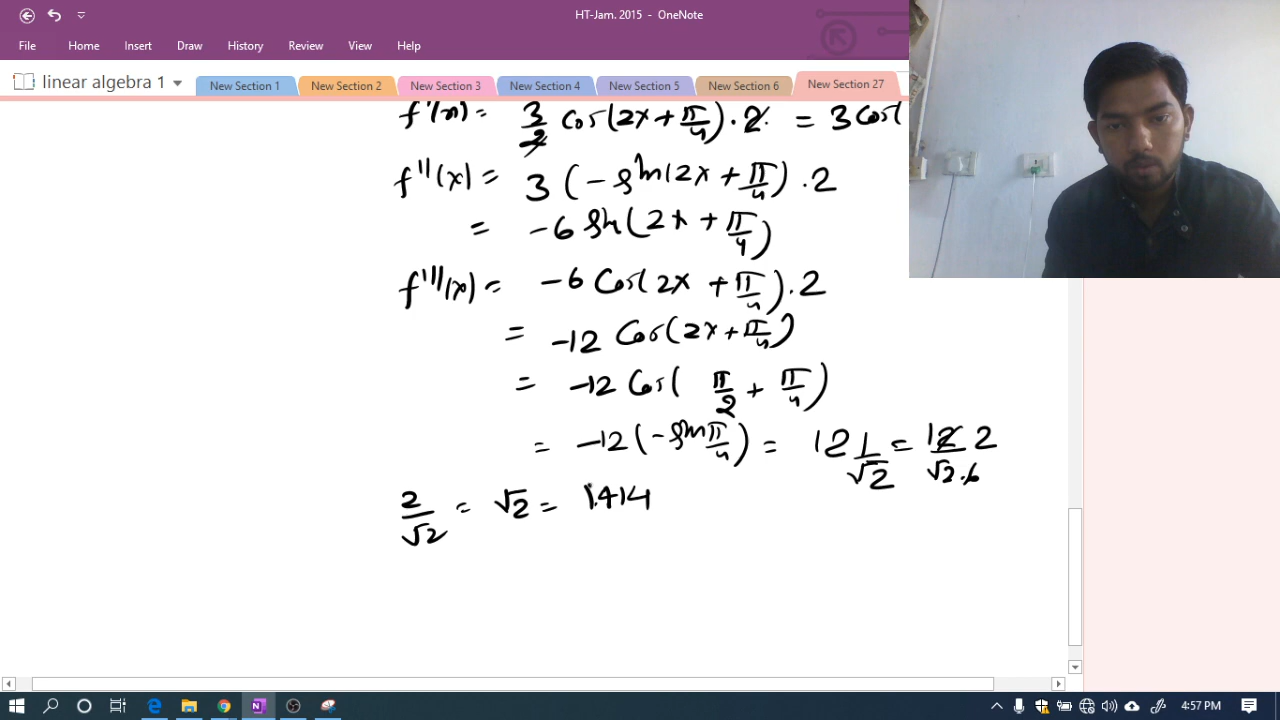 HT-Jam. 2015 - OneNote
File Home Insert Draw History Review View Help
linear algebra 1 New Section 1 New Section 2 New Section 3 New Section 4 New Section 5 New Section 6 New Section 27
f'(x) = 3/2 cos(2x + π/4) · 2 = 3 cos(
f''(x) = 3 (- sin(2x + π/4) · 2
= -6 sin(2x + π/4)
f'''(x) = -6 cos(2x + π/4) · 2
= -12 cos(2x + π/4)
= -12 cos(π/2 + π/4)
= -12 (- sin π/4) = 12 1/√2 = 12/√2·6 2
2/√2 = √2 = 1.414
4:57 PM